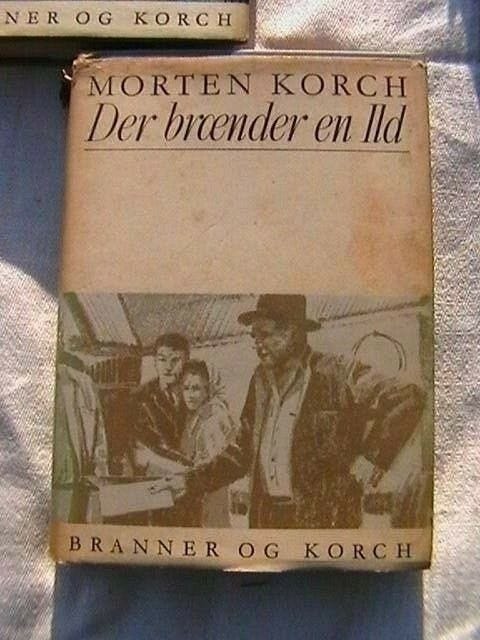 NER OG KORCH
MORTEN KORCH
Der brænder en Ild
BRANNER OG KORCH